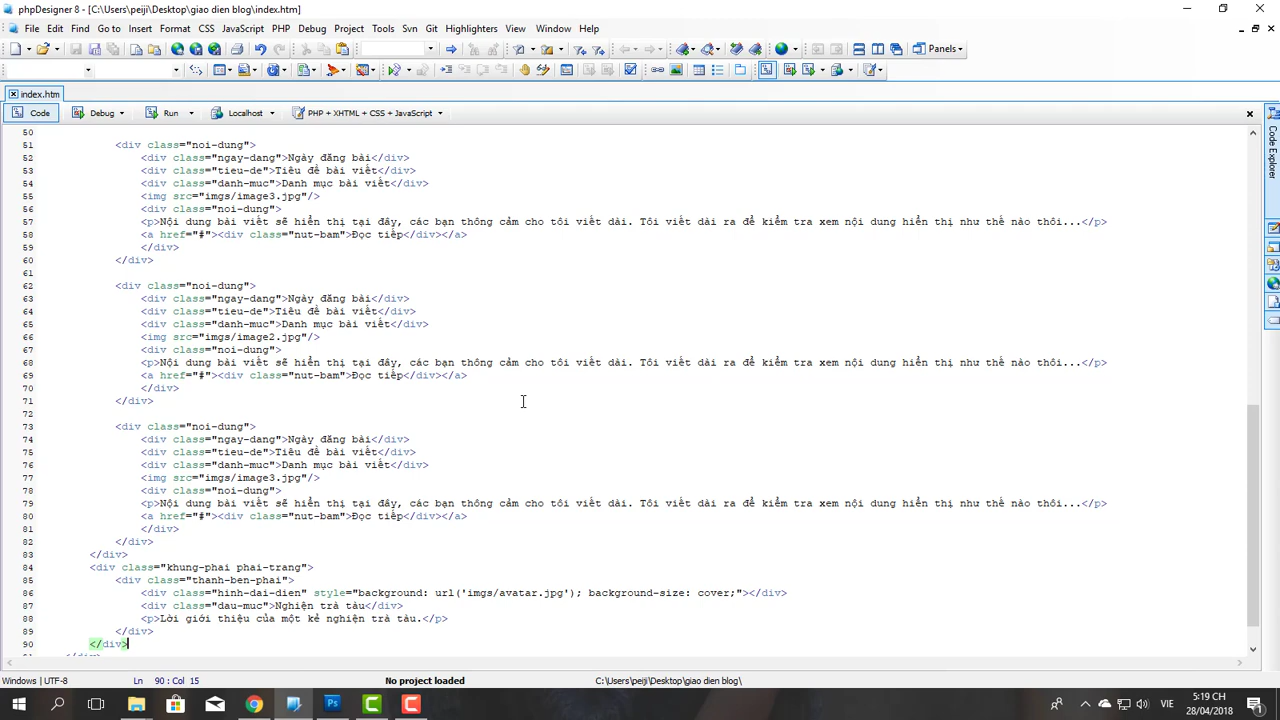 phpDesigner 8 - [C:\Users\peiji\Desktop\giao dien blog\index.htm]
File Edit Find Go to Insert Format CSS JavaScript PHP Debug Project Tools Svn Git Highlighters View Window Help
Panels
index.htm
Code Debug Run Localhost PHP + XHTML + CSS + JavaScript
Code Explorer
50
51 <div class="noi-dung">
52 <div class="ngay-dang">Ngày đăng bài</div>
53 <div class="tieu-de">Tiêu đề bài viết</div>
54 <div class="danh-muc">Danh mục bài viết</div>
55 <img src="imgs/image3.jpg"/>
56 <div class="noi-dung">
57 <p>Nội dung bài viết sẽ hiển thị tại đây, các bạn thông cảm cho tôi viết dài. Tôi viết dài ra để kiểm tra xem nội dung hiển thị như thế nào thôi...</p>
58 <a href="#"><div class="nut-bam">Đọc tiếp</div></a>
59 </div>
60 </div>
61
62 <div class="noi-dung">
63 <div class="ngay-dang">Ngày đăng bài</div>
64 <div class="tieu-de">Tiêu đề bài viết</div>
65 <div class="danh-muc">Danh mục bài viết</div>
66 <img src="imgs/image2.jpg"/>
67 <div class="noi-dung">
68 <p>Nội dung bài viết sẽ hiển thị tại đây, các bạn thông cảm cho tôi viết dài. Tôi viết dài ra để kiểm tra xem nội dung hiển thị như thế nào thôi...</p>
69 <a href="#"><div class="nut-bam">Đọc tiếp</div></a>
70 </div>
71 </div>
72
73 <div class="noi-dung">
74 <div class="ngay-dang">Ngày đăng bài</div>
75 <div class="tieu-de">Tiêu đề bài viết</div>
76 <div class="danh-muc">Danh mục bài viết</div>
77 <img src="imgs/image3.jpg"/>
78 <div class="noi-dung">
79 <p>Nội dung bài viết sẽ hiển thị tại đây, các bạn thông cảm cho tôi viết dài. Tôi viết dài ra để kiểm tra xem nội dung hiển thị như thế nào thôi...</p>
80 <a href="#"><div class="nut-bam">Đọc tiếp</div></a>
81 </div>
82 </div>
83 </div>
84 <div class="khung-phai phai-trang">
85 <div class="thanh-ben-phai">
86 <div class="hinh-dai-dien" style="background: url('imgs/avatar.jpg'); background-size: cover;"></div>
87 <div class="dau-muc">Nghiện trà tàu</div>
88 <p>Lời giới thiệu của một kẻ nghiện trà tàu.</p>
89 </div>
90 </div>
Windows | UTF-8 Ln 90 : Col 15 No project loaded C:\Users\peiji\Desktop\giao dien blog\
Ps
VIE
5:19 CH
28/04/2018
1